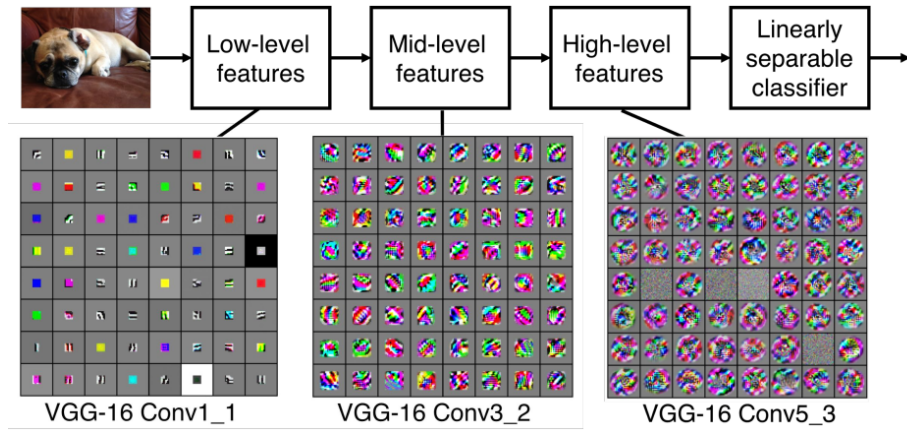 Low-level
features
Mid-level
features
High-level
features
Linearly
separable
classifier
VGG-16 Conv1_1
VGG-16 Conv3_2
VGG-16 Conv5_3